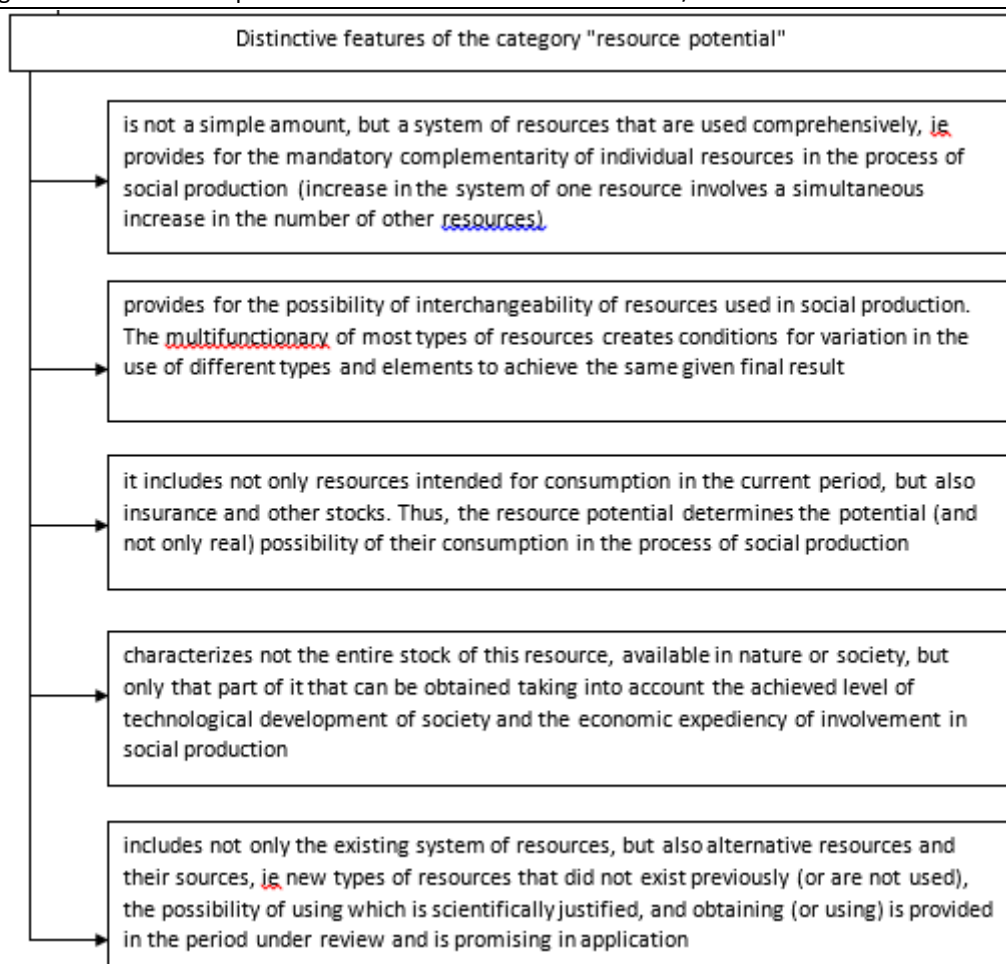 Distinctive features of the category "resource potential"
is not a simple amount, but a system of resources that are used comprehensively, ie
provides for the mandatory complementarity of individual resources in the process of
social production (increase in the system of one resource involves a simultaneous
increase in the number of other resources)
provides for the possibility of interchangeability of resources used in social production.
The multifunctionary of most types of resources creates conditions for variation in the
use of different types and elements to achieve the same given final result
it includes not only resources intended for consumption in the current period, but also
insurance and other stocks. Thus, the resource potential determines the potential (and
not only real) possibility of their consumption in the process of social production
characterizes not the entire stock of this resource, available in nature or society, but
only that part of it that can be obtained taking into account the achieved level of
technological development of society and the economic expediency of involvement in
social production
includes not only the existing system of resources, but also alternative resources and
their sources, ie new types of resources that did not exist previously (or are not used),
the possibility of using which is scientifically justified, and obtaining (or using) is provided
in the period under review and is promising in application